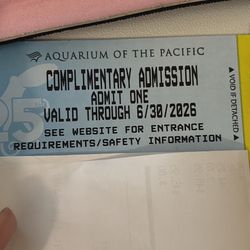 AQUARIUM OF THE PACIFIC
COMPLIMENTARY ADMISSION
ADMIT ONE
VALID THROUGH 6/30/2026
SEE WEBSITE FOR ENTRANCE
REQUIREMENTS/SAFETY INFORMATION
▲ VOID IF DETACHED ▲